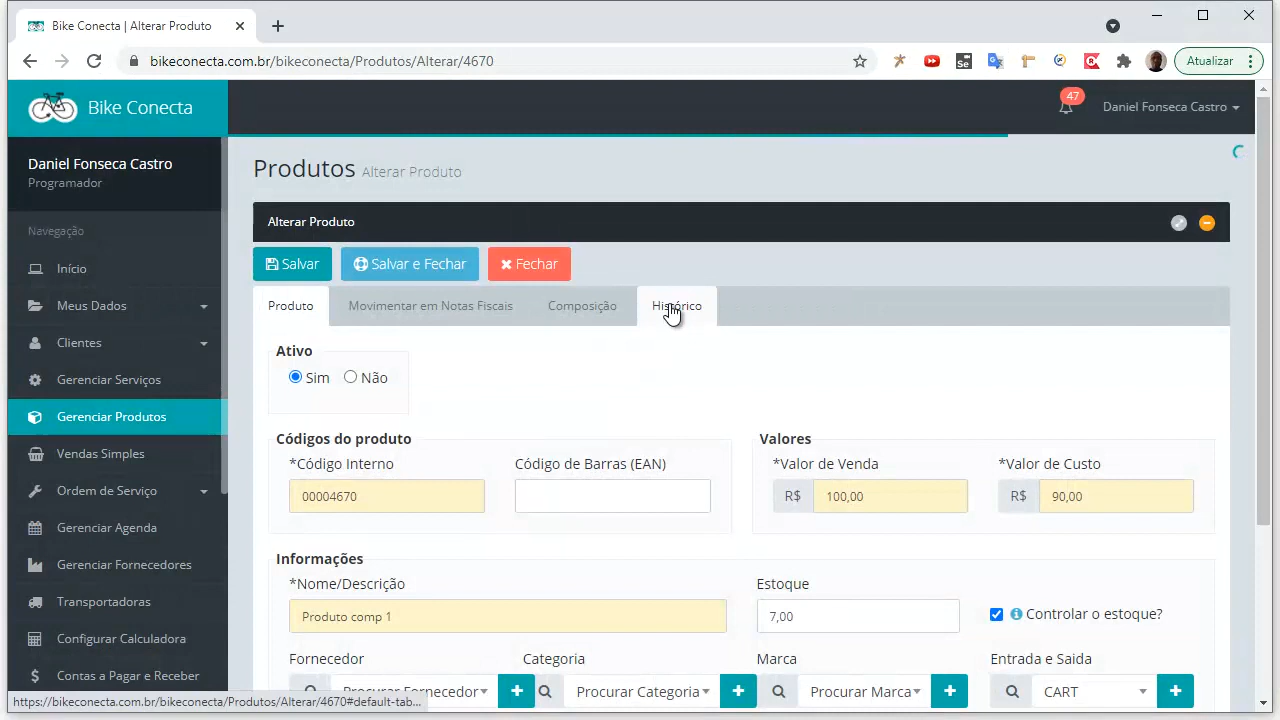 Bike Conecta | Alterar Produto
bikeconecta.com.br/bikeconecta/Produtos/Alterar/4670
Se
Atualizar
Bike Conecta
47
Daniel Fonseca Castro
Daniel Fonseca Castro
Programador
Navegação
Início
Meus Dados
Clientes
Gerenciar Serviços
Gerenciar Produtos
Vendas Simples
Ordem de Serviço
Gerenciar Agenda
Gerenciar Fornecedores
Transportadoras
Configurar Calculadora
Contas a Pagar e Receber
Produtos Alterar Produto
Alterar Produto
Salvar Salvar e Fechar Fechar
Produto Movimentar em Notas Fiscais Composição Histórico
Ativo
Sim Não
Códigos do produto Valores
*Código Interno Código de Barras (EAN) *Valor de Venda *Valor de Custo
00004670 R$ 100,00 R$ 90,00
Informações
*Nome/Descrição Estoque
Produto comp 1 7,00 Controlar o estoque?
Fornecedor Categoria Marca Entrada e Saida
Procurar Fornecedor Procurar Categoria Procurar Marca CART
https://bikeconecta.com.br/bikeconecta/Produtos/Alterar/4670#default-tab...